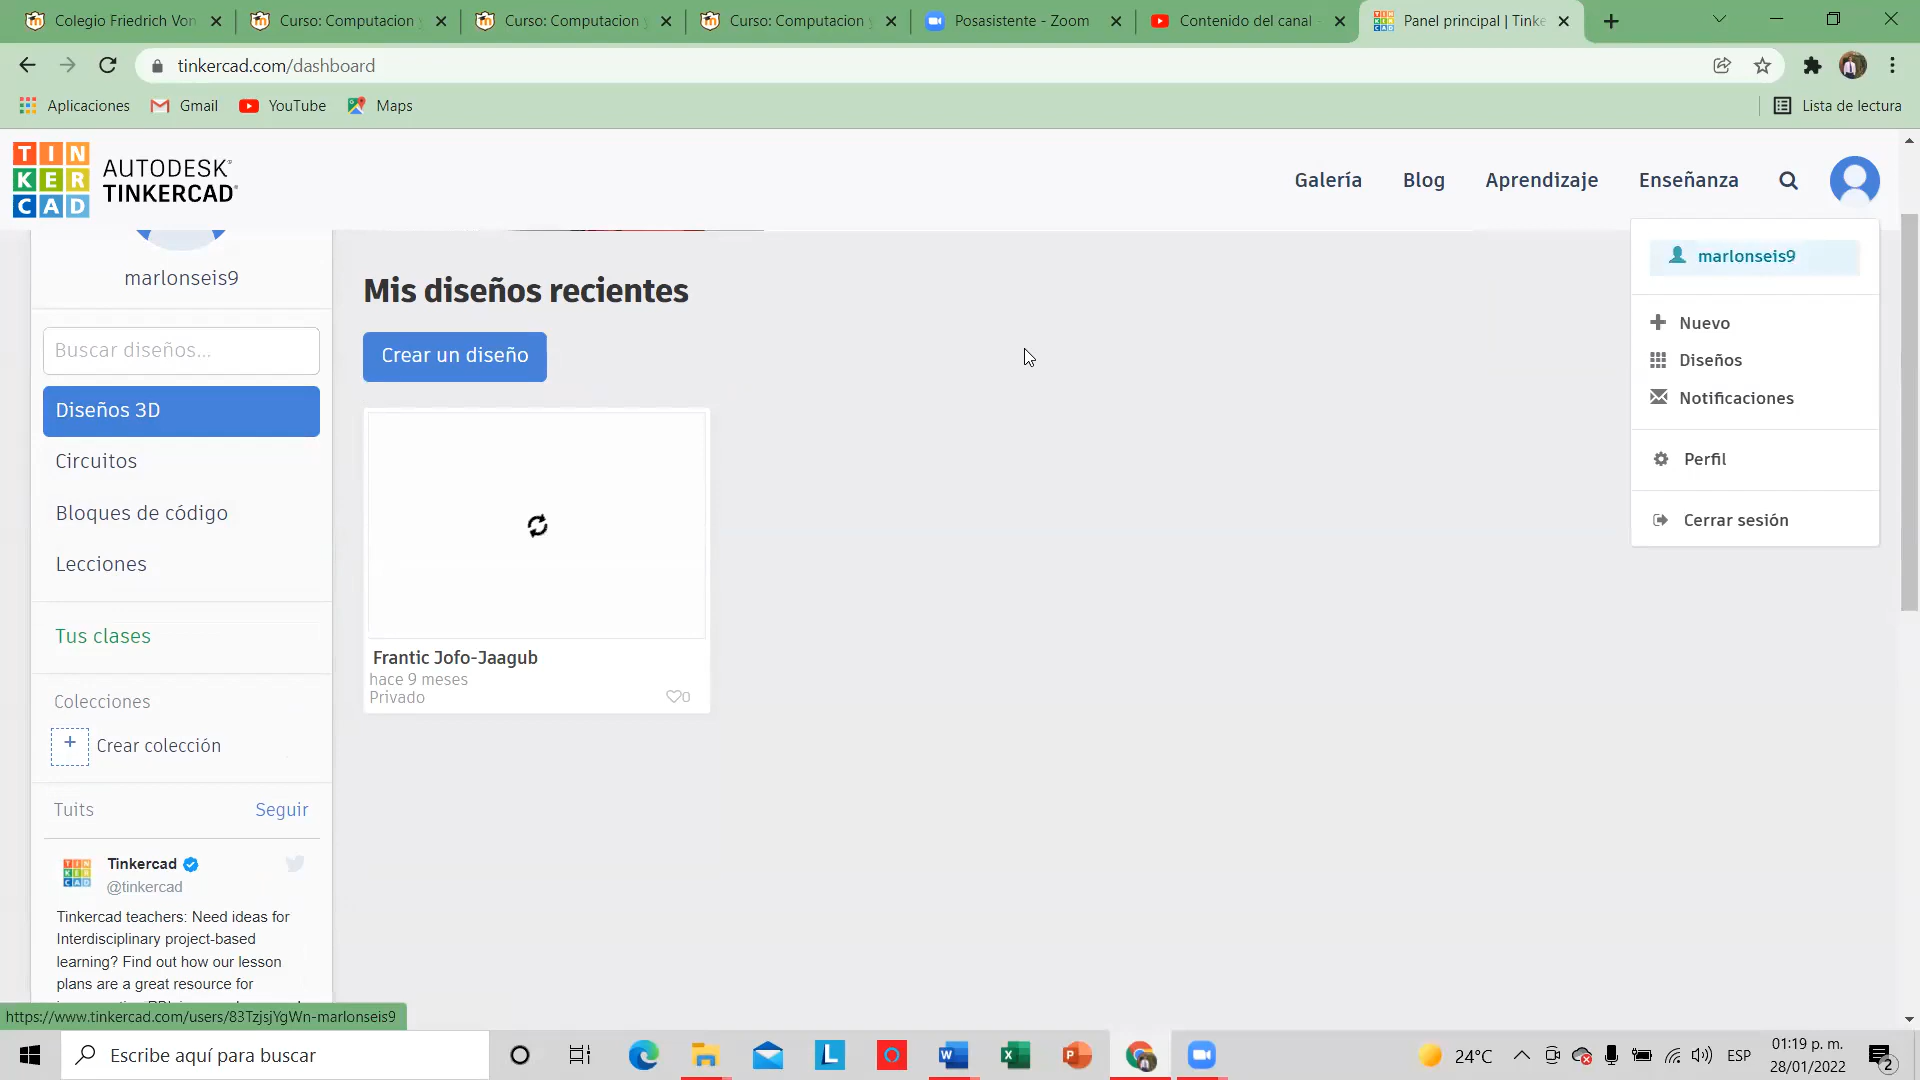 Colegio Friedrich Von
Curso: Computacion y
Curso: Computacion y
Curso: Computacion y
Posasistente - Zoom
Contenido del canal -
Panel principal | Tinke
tinkercad.com/dashboard
Aplicaciones
Gmail
YouTube
Maps
Lista de lectura
TIN
KER
CAD
AUTODESK
TINKERCAD
Galería
Blog
Aprendizaje
Enseñanza
marlonseis9
Nuevo
Diseños
Notificaciones
Perfil
Cerrar sesión
marlonseis9
Buscar diseños...
Diseños 3D
Circuitos
Bloques de código
Lecciones
Tus clases
Colecciones
+ Crear colección
Tuits
Seguir
Tinkercad
@tinkercad
Tinkercad teachers: Need ideas for
Interdisciplinary project-based
learning? Find out how our lesson
plans are a great resource for
Mis diseños recientes
Crear un diseño
Frantic Jofo-Jaagub
hace 9 meses
Privado
0
https://www.tinkercad.com/users/83TzjsjYgWn-marlonseis9
Escribe aquí para buscar
24°C
ESP
01:19 p. m.
28/01/2022
2